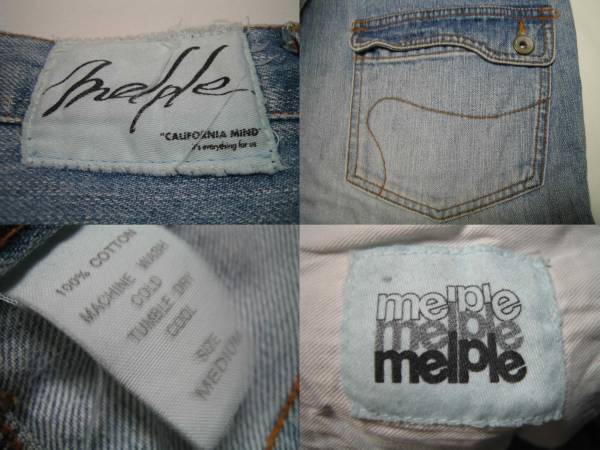 melple
"CALIFORNIA MIND"
it's everything for us
100% COTTON
MACHINE WASH
COLD
TUMBLE DRY
COOL
SIZE
MEDIUM
melple
melple
melple